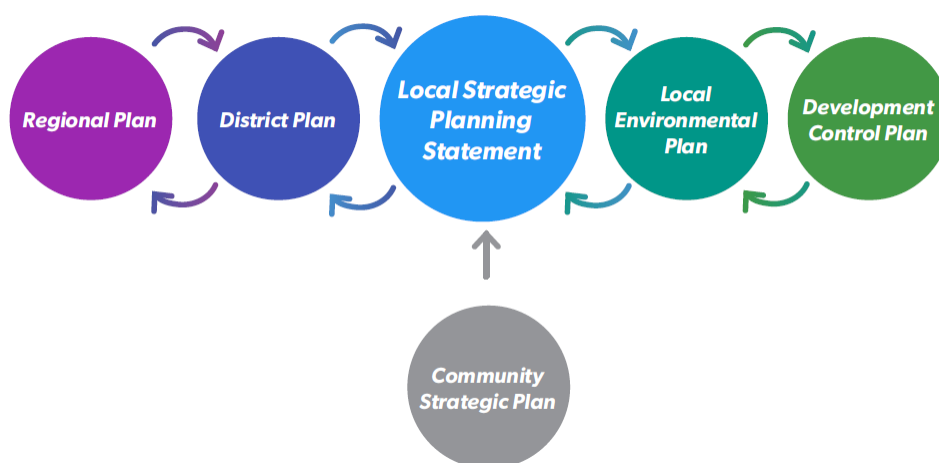 Regional Plan
District Plan
Local Strategic
Planning
Statement
Local
Environmental
Plan
Development
Control Plan
Community
Strategic Plan